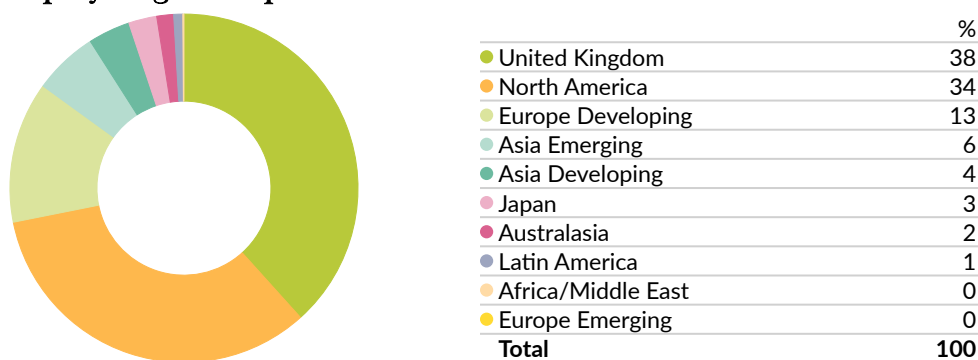 %
United Kingdom 38
North America 34
Europe Developing 13
Asia Emerging 6
Asia Developing 4
Japan 3
Australasia 2
Latin America 1
Africa/Middle East 0
Europe Emerging 0
Total 100